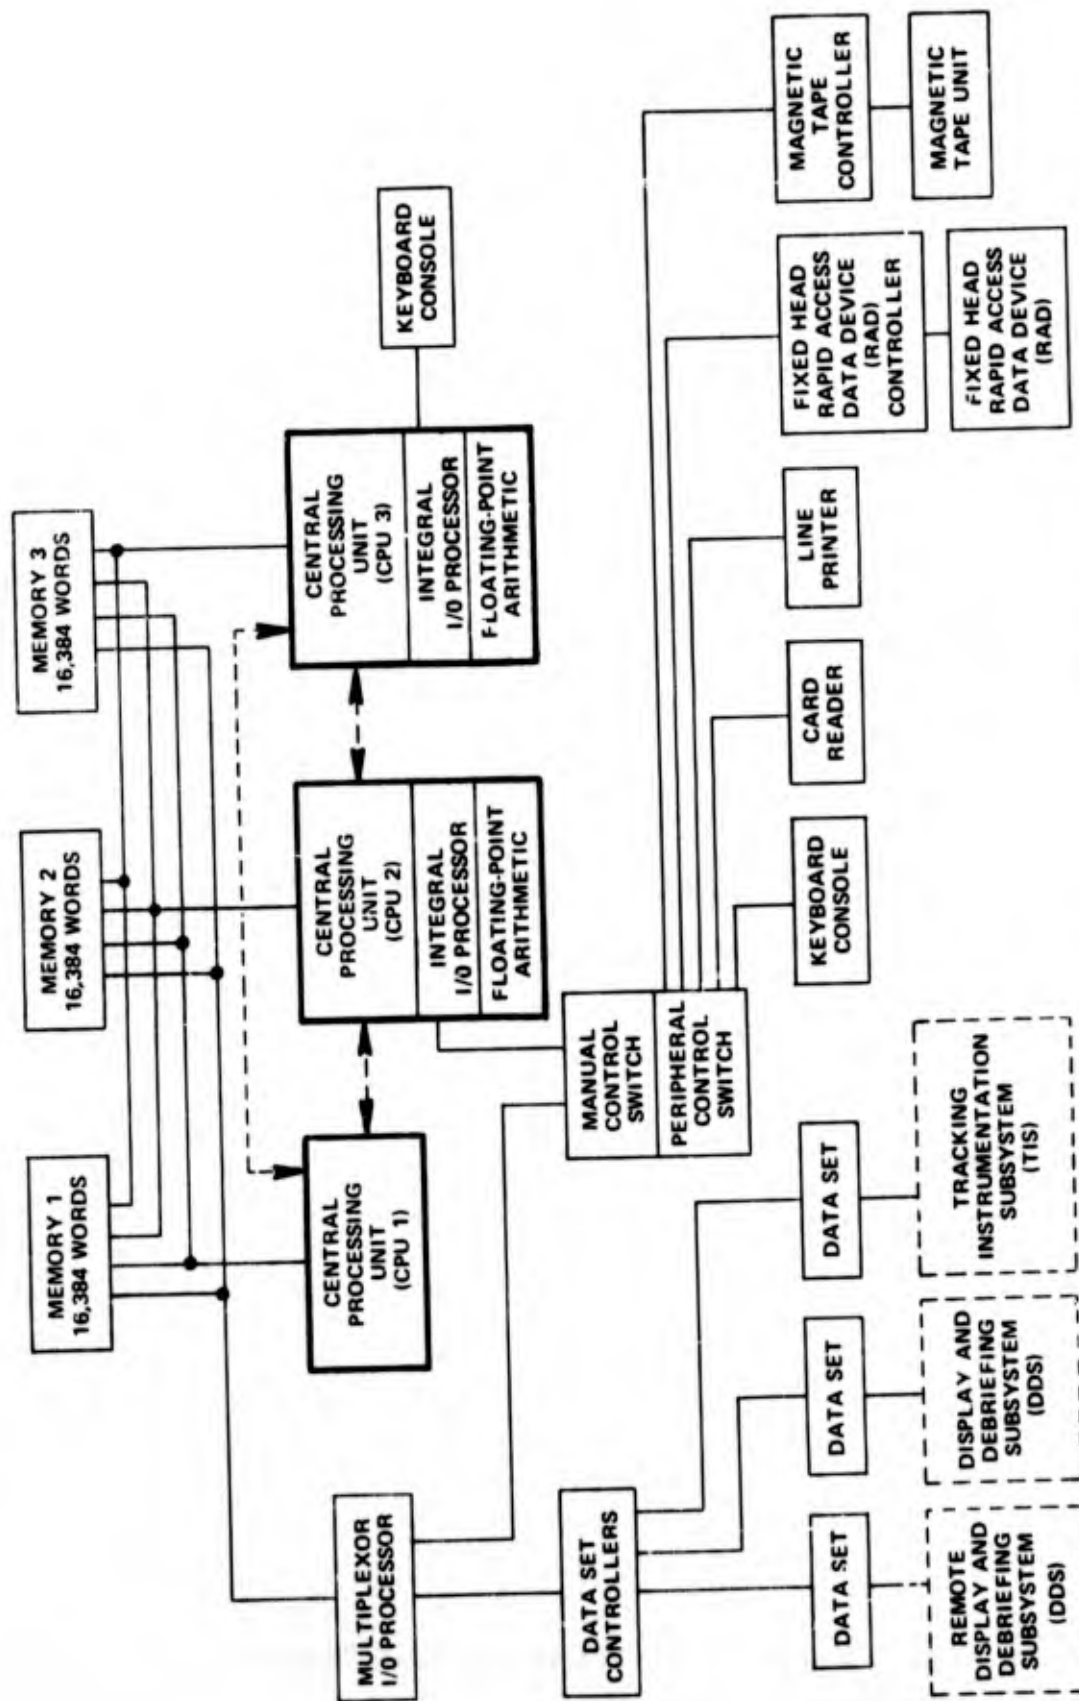 MEMORY 1
16,384 WORDS
MEMORY 2
16,384 WORDS
MEMORY 3
16,384 WORDS
MULTIPLEXOR
I/O PROCESSOR
CENTRAL
PROCESSING
UNIT
(CPU 1)
CENTRAL
PROCESSING
UNIT
(CPU 2)
INTEGRAL
I/O PROCESSOR
FLOATING-POINT
ARITHMETIC
CENTRAL
PROCESSING
UNIT
(CPU 3)
INTEGRAL
I/O PROCESSOR
FLOATING-POINT
ARITHMETIC
KEYBOARD
CONSOLE
DATA SET
CONTROLLERS
MANUAL
CONTROL
SWITCH
PERIPHERAL
CONTROL
SWITCH
DATA SET
DATA SET
DATA SET
KEYBOARD
CONSOLE
CARD
READER
LINE
PRINTER
FIXED HEAD
RAPID ACCESS
DATA DEVICE
(RAD)
CONTROLLER
MAGNETIC
TAPE
CONTROLLER
REMOTE
DISPLAY AND
DEBRIEFING
SUBSYSTEM
(DDS)
DISPLAY AND
DEBRIEFING
SUBSYSTEM
(DDS)
TRACKING
INSTRUMENTATION
SUBSYSTEM
(TIS)
FIXED HEAD
RAPID ACCESS
DATA DEVICE
(RAD)
MAGNETIC
TAPE UNIT